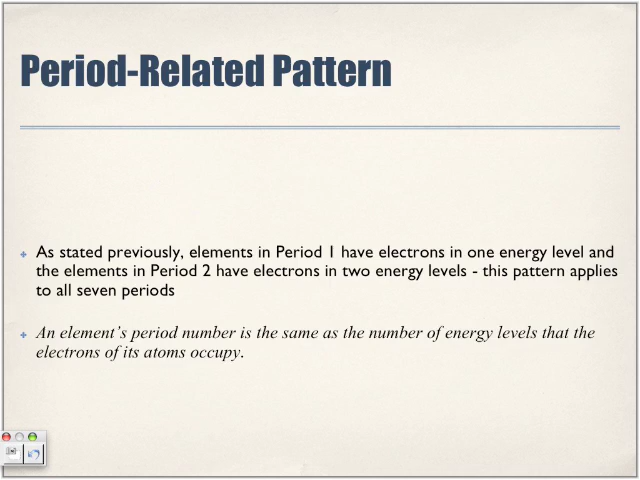 Period-Related Pattern
As stated previously, elements in Period 1 have electrons in one energy level and
the elements in Period 2 have electrons in two energy levels - this pattern applies
to all seven periods
An element's period number is the same as the number of energy levels that the
electrons of its atoms occupy.